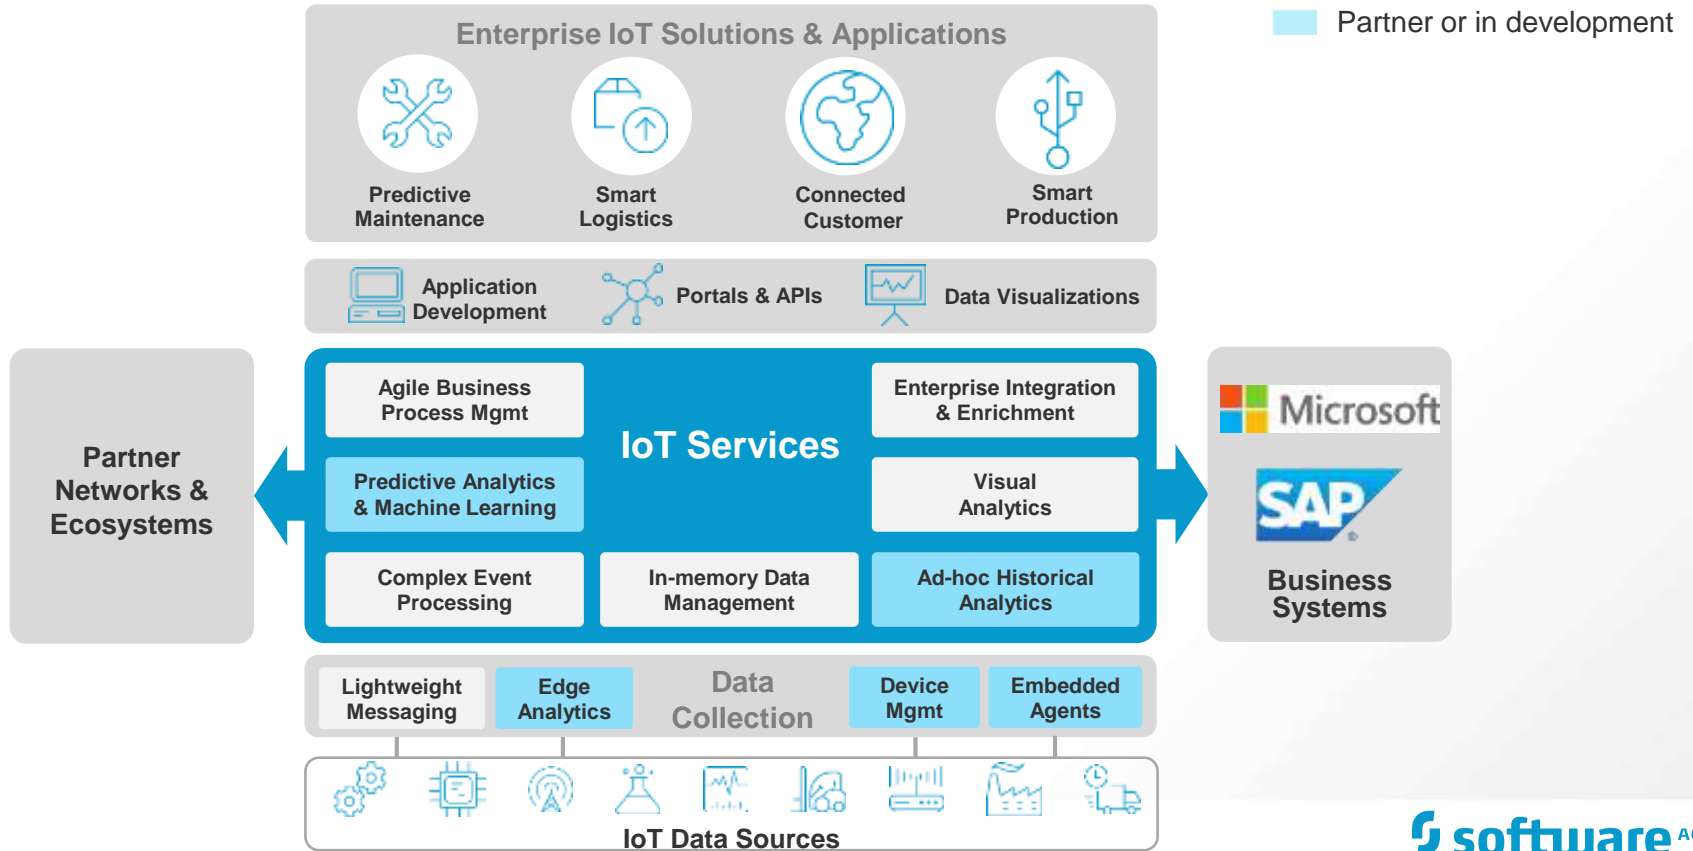 Enterprise IoT Solutions & Applications
Partner or in development
Predictive
Maintenance
Smart
Logistics
Connected
Customer
Smart
Production
Application
Development
Portals & APIs
Data Visualizations
Partner
Networks &
Ecosystems
Agile Business
Process Mgmt
IoT Services
Enterprise Integration
& Enrichment
Predictive Analytics
& Machine Learning
Visual
Analytics
Complex Event
Processing
In-memory Data
Management
Ad-hoc Historical
Analytics
Microsoft
SAP
®
Business
Systems
Lightweight
Messaging
Edge
Analytics
Data
Collection
Device
Mgmt
Embedded
Agents
IoT Data Sources
software AG